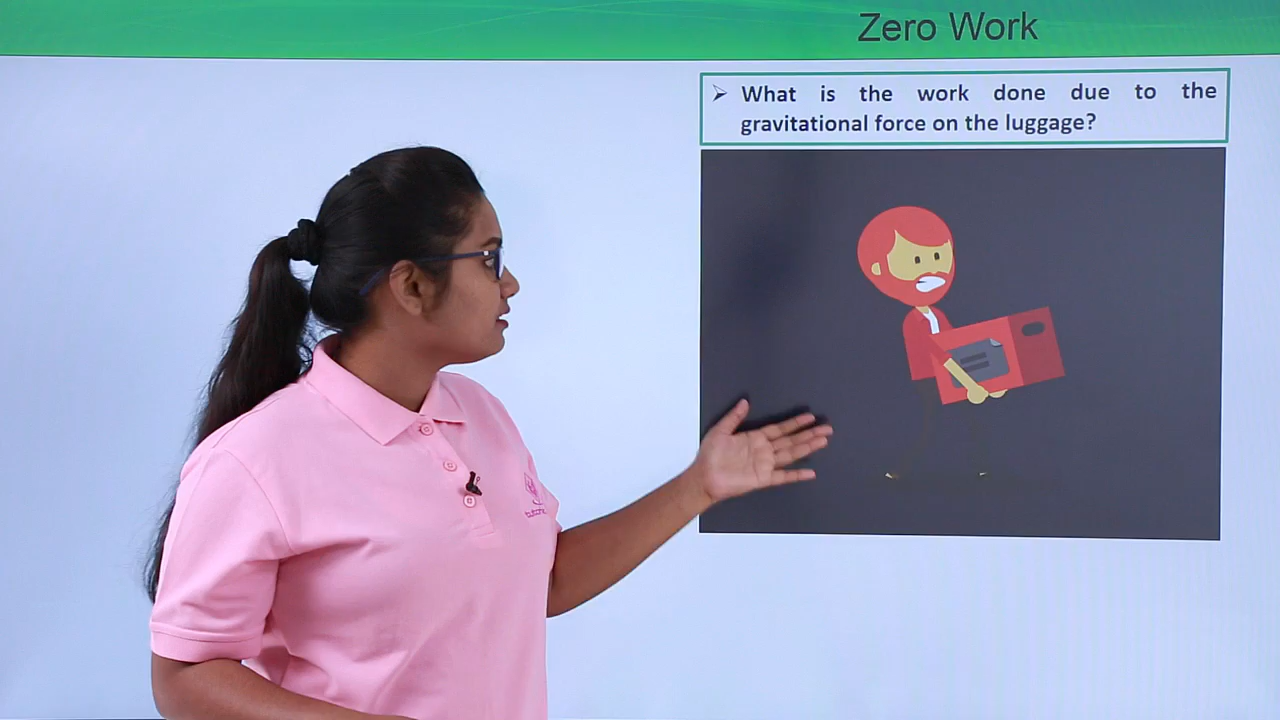 Zero Work
➢ What is the work done due to the
gravitational force on the luggage?